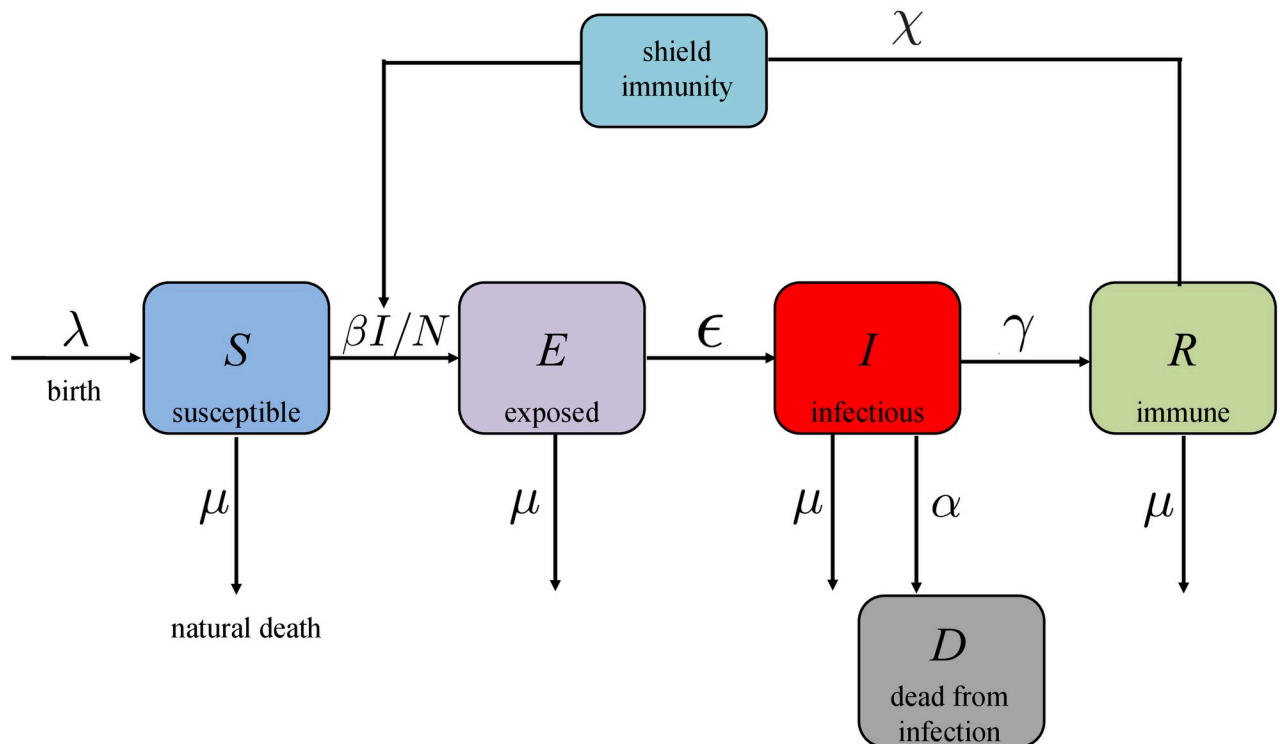 χ
shield
immunity
λ
birth
S
susceptible
βI/N
E
exposed
ϵ
I
infectious
γ
R
immune
μ
μ
μ
α
μ
natural death
D
dead from
infection